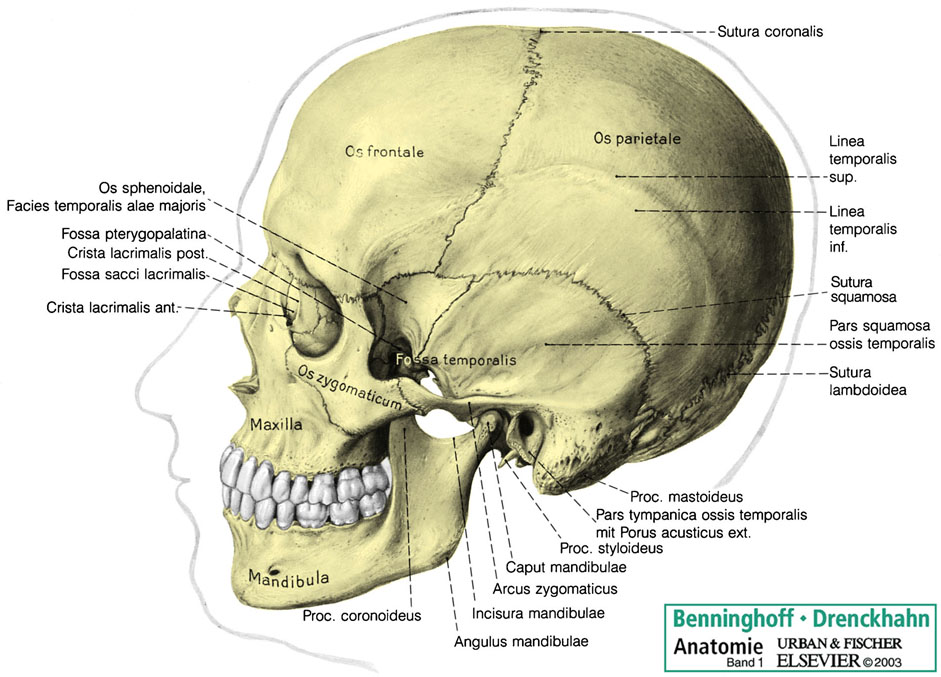 Sutura coronalis
Os frontale
Os parietale
Linea
temporalis
sup.
Linea
temporalis
inf.
Os sphenoidale,
Facies temporalis alae majoris
Fossa pterygopalatina
Crista lacrimalis post.
Fossa sacci lacrimalis
Crista lacrimalis ant.
Sutura
squamosa
Pars squamosa
ossis temporalis
Sutura
lambdoidea
Fossa temporalis
Os zygomaticum
Maxilla
Mandibula
Proc. mastoideus
Pars tympanica ossis temporalis
mit Porus acusticus ext.
Proc. styloideus
Caput mandibulae
Arcus zygomaticus
Incisura mandibulae
Proc. coronoideus
Angulus mandibulae
Benninghoff · Drenckhahn
Anatomie URBAN & FISCHER
Band 1 ELSEVIER © 2003